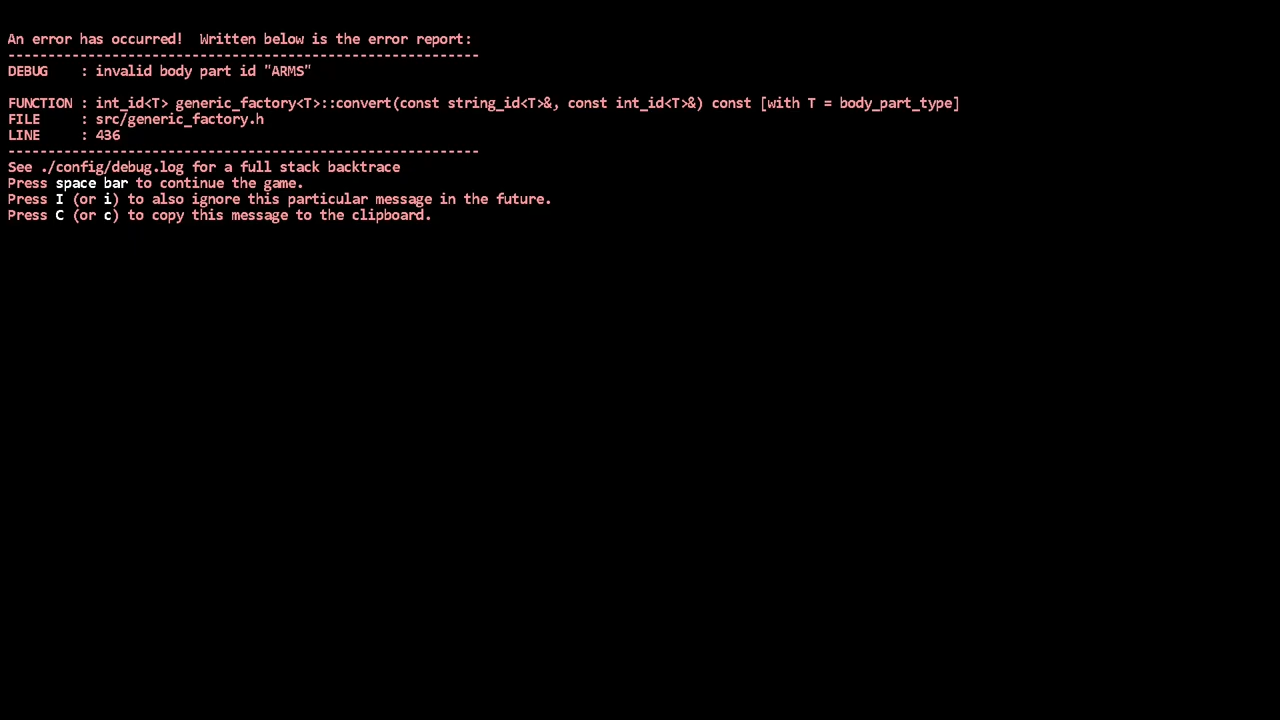 An error has occurred!  Written below is the error report:
-----------------------------------------------------------
DEBUG    : invalid body part id "ARMS"
FUNCTION : int_id<T> generic_factory<T>::convert(const string_id<T>&, const int_id<T>&) const [with T = body_part_type]
FILE     : src/generic_factory.h
LINE     : 436
-----------------------------------------------------------
See ./config/debug.log for a full stack backtrace
Press space bar to continue the game.
Press I (or i) to also ignore this particular message in the future.
Press C (or c) to copy this message to the clipboard.